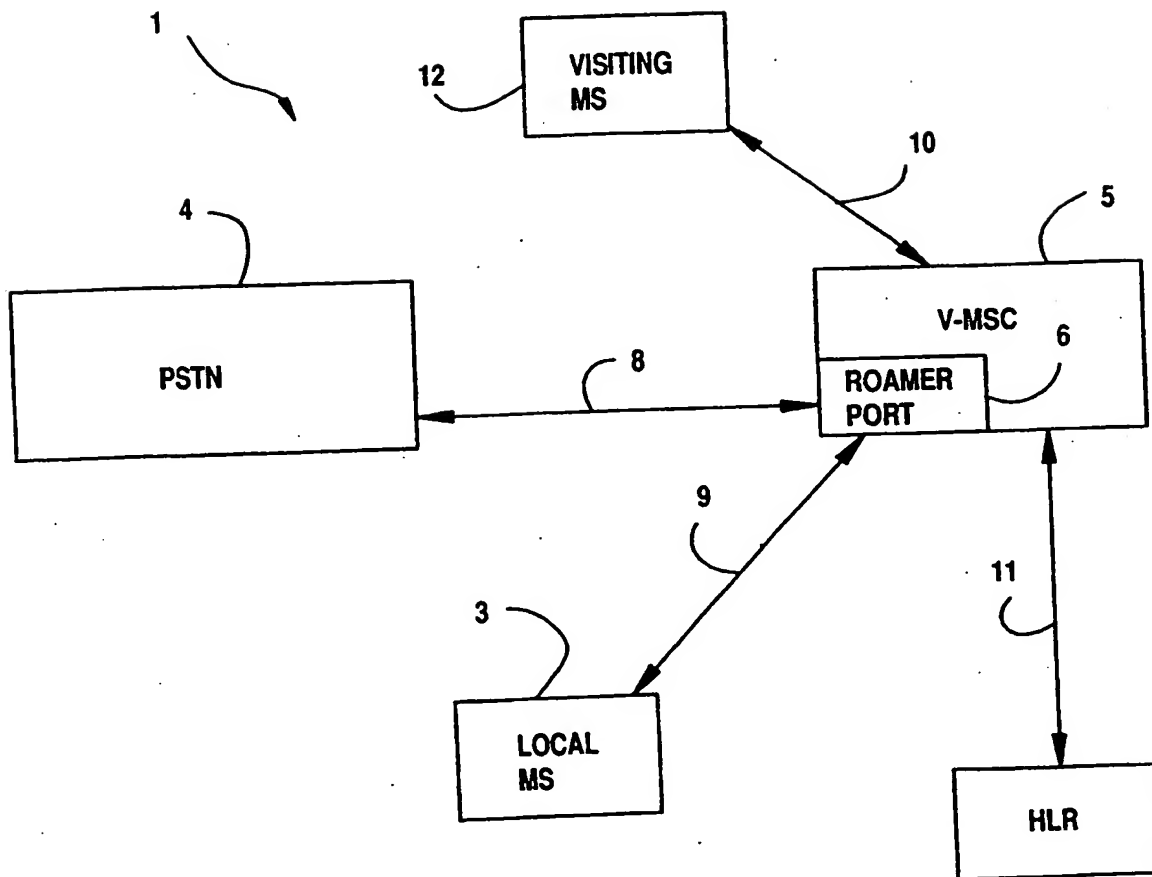 1
12
VISITING
MS
10
4
5
V-MSC
PSTN
8
6
ROAMER
PORT
9
11
3
LOCAL
MS
HLR